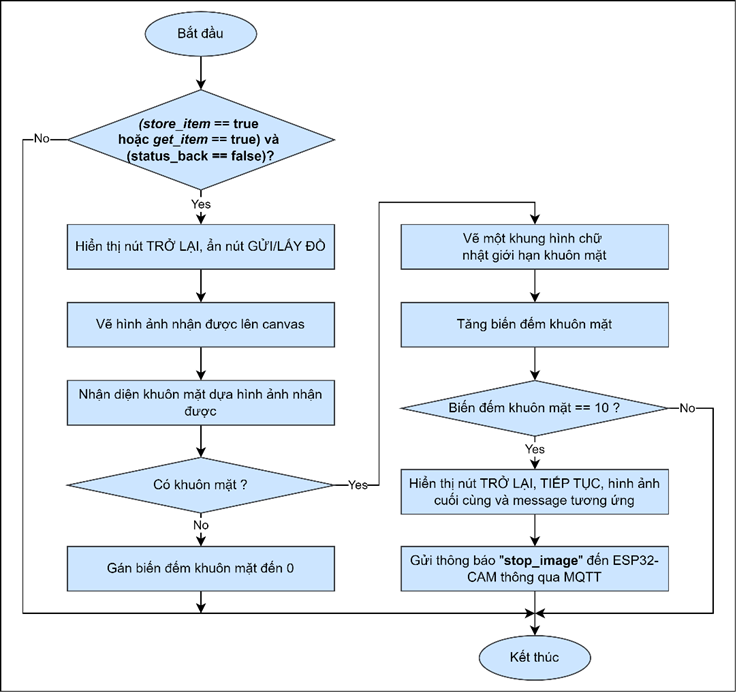 Bắt đầu
(store_item == true
hoặc get_item == true) và
(status_back == false)?
No
Yes
Hiển thị nút TRỞ LẠI, ẩn nút GỬI/LẤY ĐỒ
Vẽ hình ảnh nhận được lên canvas
Nhận diện khuôn mặt dựa hình ảnh nhận
được
Có khuôn mặt ?
Yes
No
Gán biến đếm khuôn mặt đến 0
Vẽ một khung hình chữ
nhật giới hạn khuôn mặt
Tăng biến đếm khuôn mặt
Biến đếm khuôn mặt == 10 ?
No
Yes
Hiển thị nút TRỞ LẠI, TIẾP TỤC, hình ảnh
cuối cùng và message tương ứng
Gửi thông báo "stop_image" đến ESP32-
CAM thông qua MQTT
Kết thúc